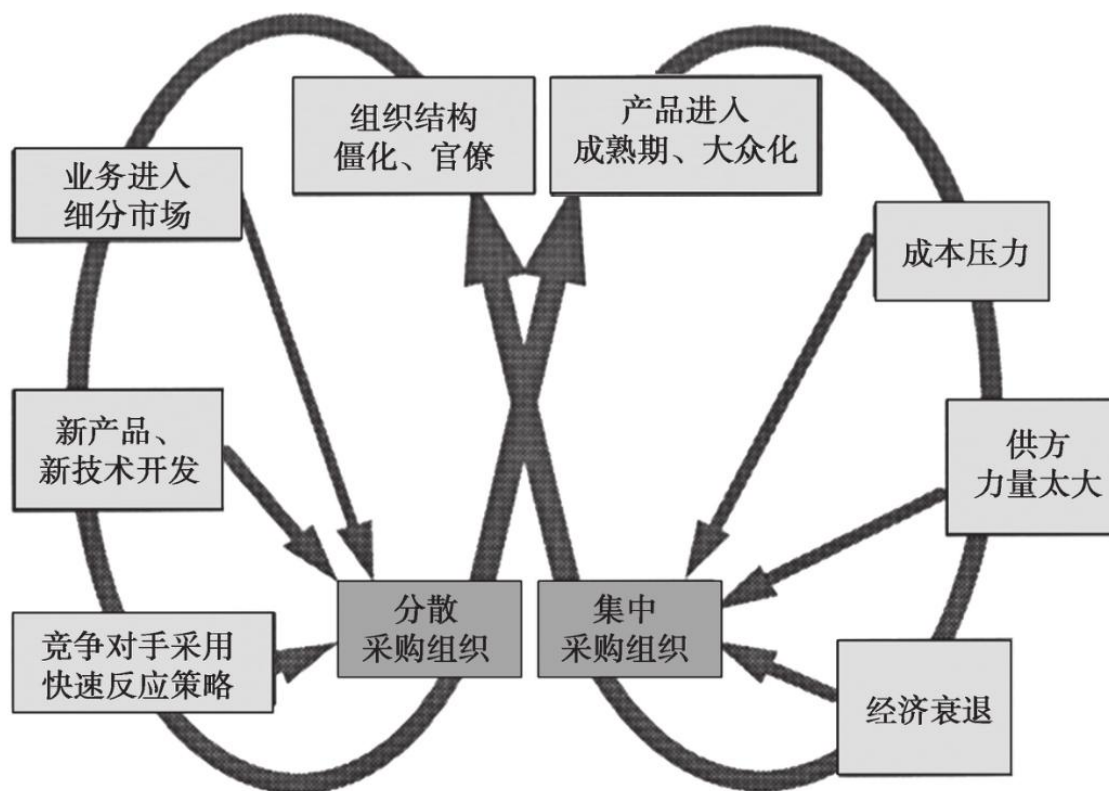 组织结构
僵化、官僚
产品进入
成熟期、大众化
业务进入
细分市场
成本压力
新产品、
新技术开发
供方
力量太大
分散
采购组织
集中
采购组织
竞争对手采用
快速反应策略
经济衰退